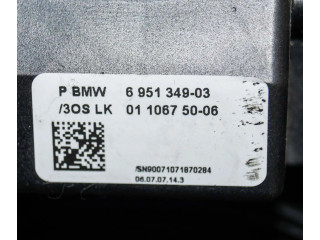 P BMW 6 951 349-03
/3OS LK 01 1067 50-06
/SN90071071870284
06.07.07.14.3